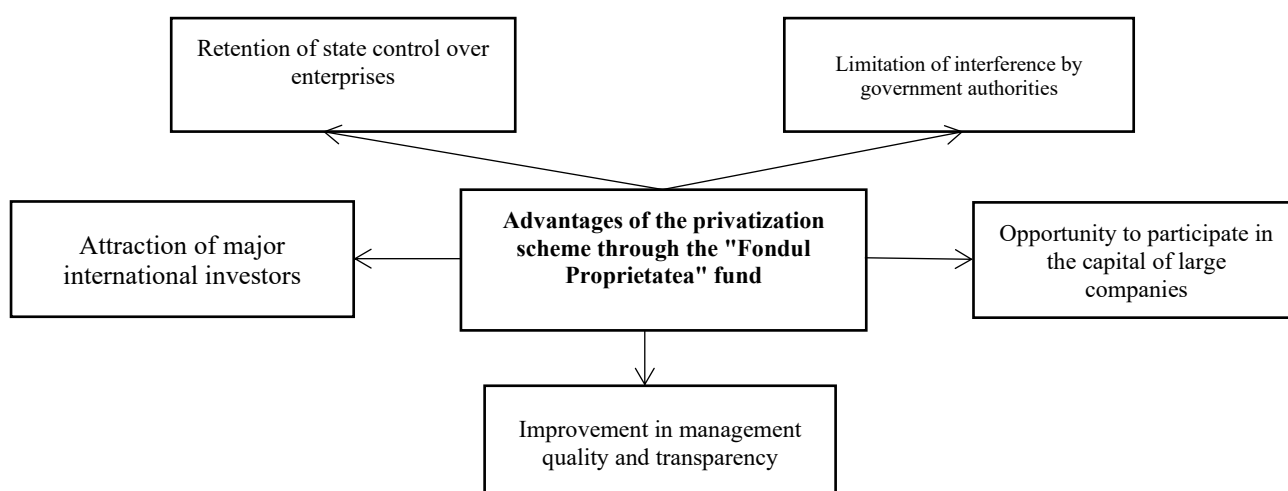 Retention of state control over
enterprises
Limitation of interference by
government authorities
Attraction of major
international investors
Advantages of the privatization
scheme through the "Fondul
Proprietatea" fund
Opportunity to participate in
the capital of large
companies
Improvement in management
quality and transparency